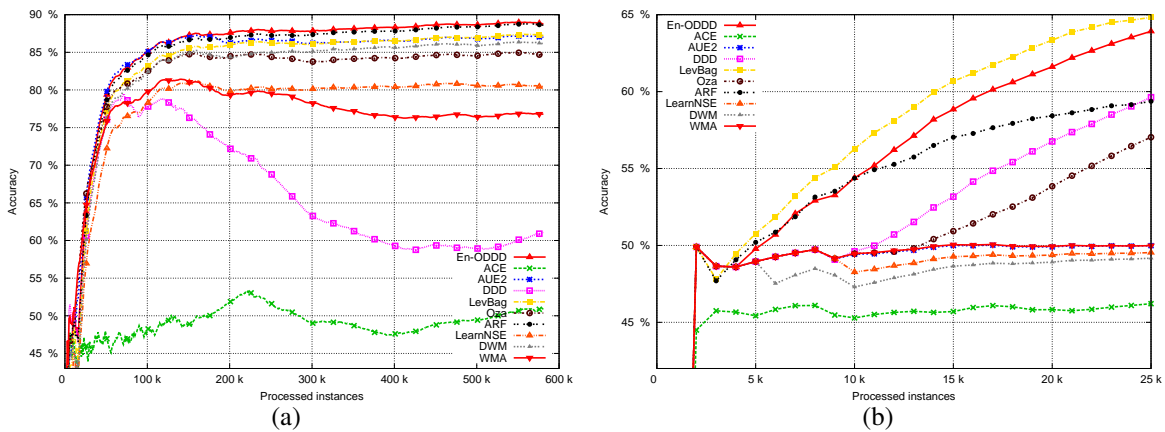 90 %
85 %
80 %
75 %
70 %
65 %
60 %
55 %
50 %
45 %
Accuracy
0 100 k 200 k 300 k 400 k 500 k 600 k
Processed instances
En-ODDD
ACE
AUE2
DDD
LevBag
Oza
ARF
LearnNSE
DWM
WMA
(a)
65 %
60 %
55 %
50 %
45 %
Accuracy
0 5 k 10 k 15 k 20 k 25 k
Processed instances
En-ODDD
ACE
AUE2
DDD
LevBag
Oza
ARF
LearnNSE
DWM
WMA
(b)